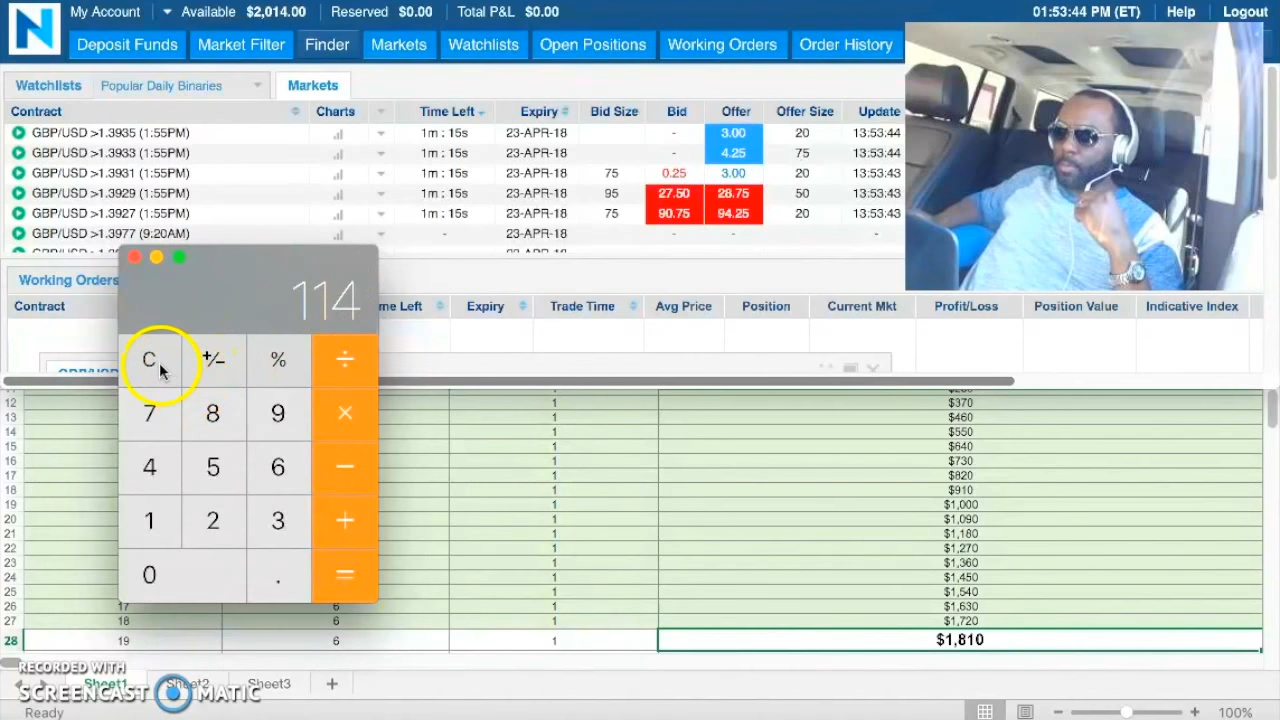 N My Account Available $2,014.00 Reserved $0.00 Total P&L $0.00 01:53:44 PM (ET) Help Logout
Deposit Funds Market Filter Finder Markets Watchlists Open Positions Working Orders Order History
Watchlists Popular Daily Binaries Markets
Contract Charts Time Left Expiry Bid Size Bid Offer Offer Size Update
GBP/USD >1.3935 (1:55PM) 1m : 15s 23-APR-18 - 3.00 20 13:53:44
GBP/USD >1.3933 (1:55PM) 1m : 15s 23-APR-18 - 4.25 75 13:53:44
GBP/USD >1.3931 (1:55PM) 1m : 15s 23-APR-18 75 0.25 3.00 20 13:53:44
GBP/USD >1.3929 (1:55PM) 1m : 15s 23-APR-18 95 27.50 28.75 50 13:53:43
GBP/USD >1.3927 (1:55PM) 1m : 15s 23-APR-18 75 90.75 94.25 20 13:53:43
GBP/USD >1.3977 (9:20AM) - 23-APR-18 - - -
Working Orders
Contract me Left Expiry Trade Time Avg Price Position Current Mkt Profit/Loss Position Value Indicative Index
114
C +/- % ÷
7 8 9 ×
4 5 6 −
1 2 3 +
0 . =
12 1 $370
13 1 $460
14 1 $550
15 1 $640
16 1 $730
17 1 $820
18 1 $910
19 1 $1,000
20 1 $1,090
21 1 $1,180
22 1 $1,270
23 1 $1,360
24 1 $1,450
25 1 $1,540
26 17 6 1 $1,630
27 18 6 1 $1,720
28 19 6 1 $1,810
RECORDED WITH
SCREENCAST MATIC
Sheet1 Sheet2 Sheet3 +
Ready − + 100%